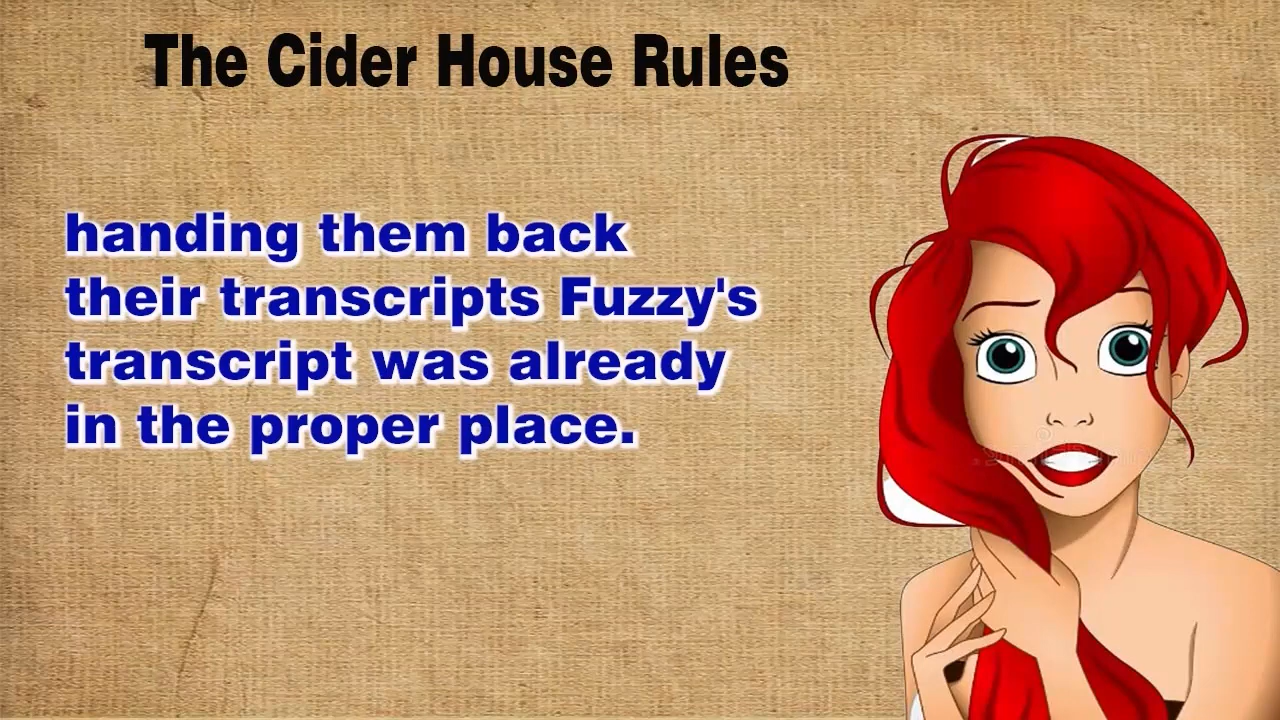 The Cider House Rules
handing them back
their transcripts Fuzzy's
transcript was already
in the proper place.